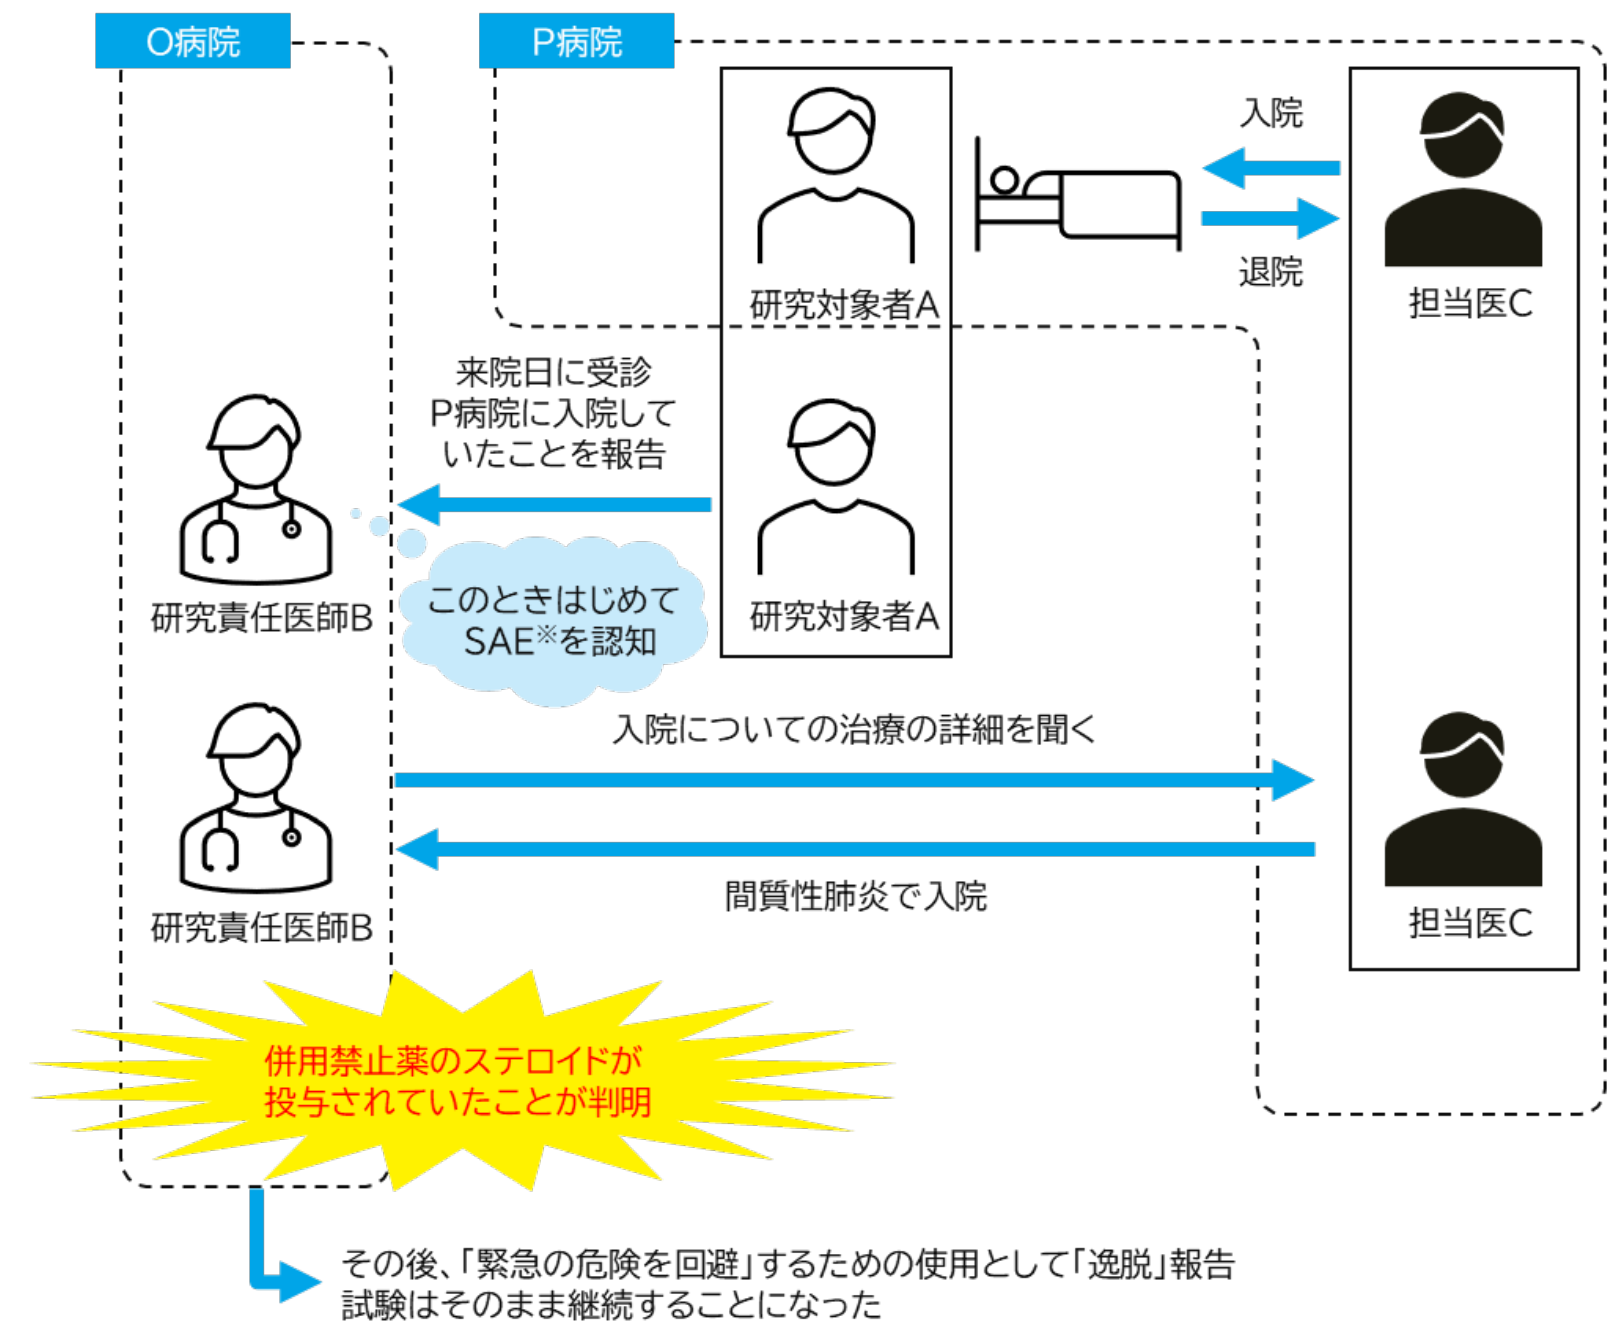 O病院
P病院
入院
退院
研究対象者A
担当医C
来院日に受診
P病院に入院して
いたことを報告
このときはじめて
SAE※を認知
研究責任医師B
研究対象者A
入院についての治療の詳細を聞く
間質性肺炎で入院
研究責任医師B
担当医C
併用禁止薬のステロイドが
投与されていたことが判明
その後、「緊急の危険を回避」するための使用として「逸脱」報告
試験はそのまま継続することになった